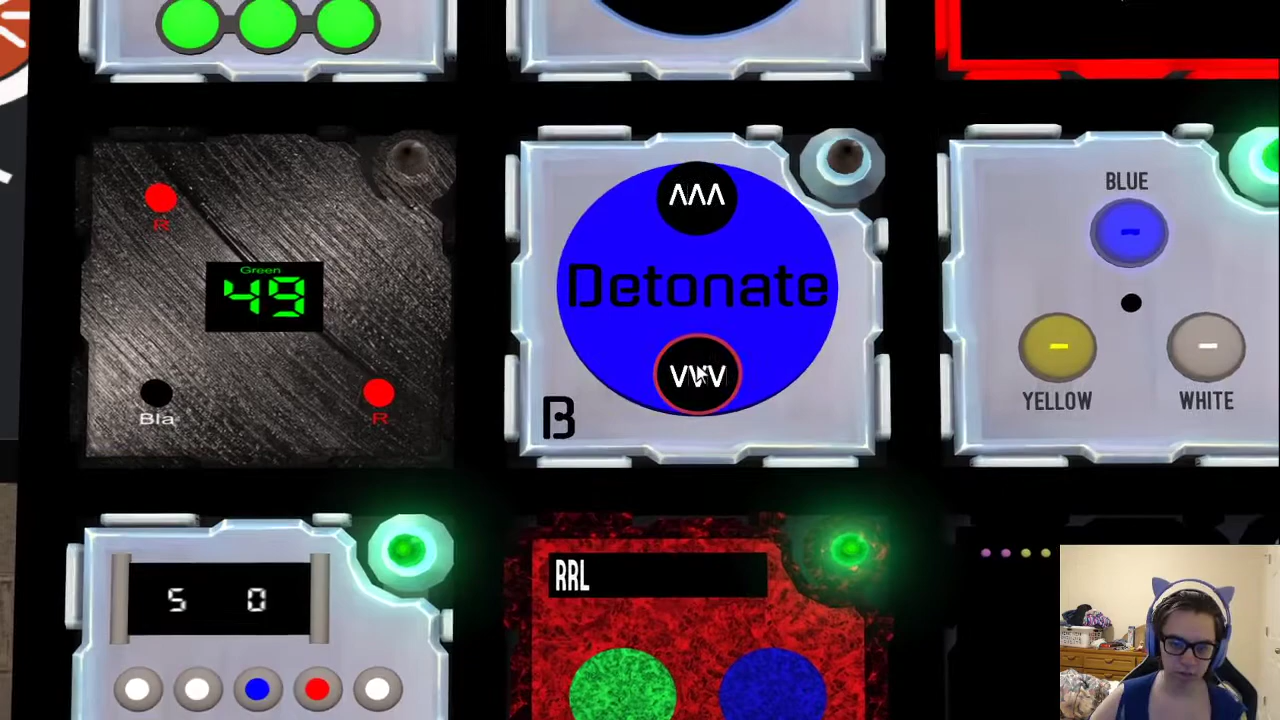 R
Green
49
Bla
R
ΛΛΛ
Detonate
VVV
B
BLUE
-
YELLOW
-
WHITE
-
5 0
RRL